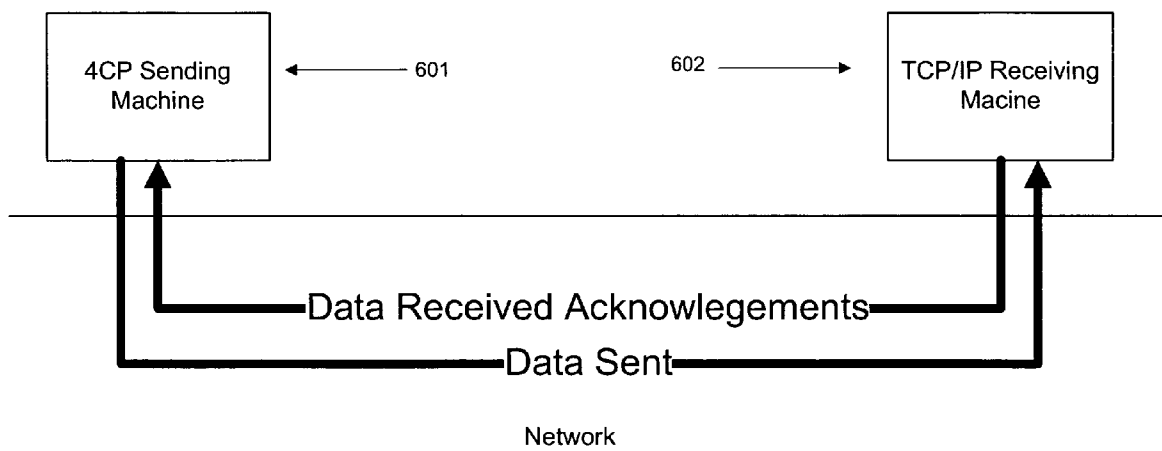 4CP Sending
Machine
601
602
TCP/IP Receiving
Macine
Data Received Acknowlegements
Data Sent
Network